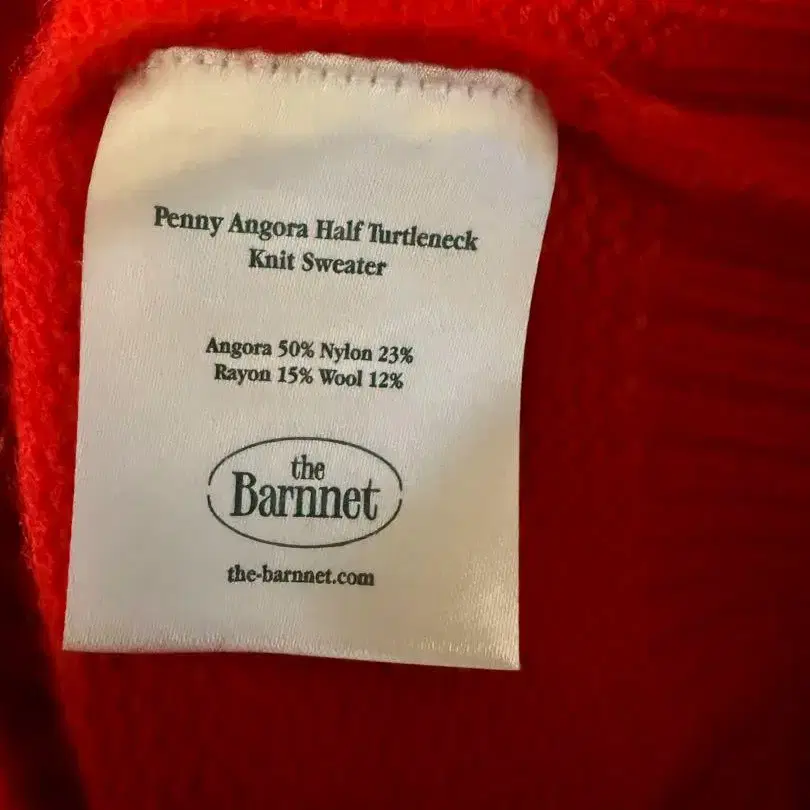 Penny Angora Half Turtleneck
Knit Sweater
Angora 50% Nylon 23%
Rayon 15% Wool 12%
the
Barnnet
the-barnnet.com